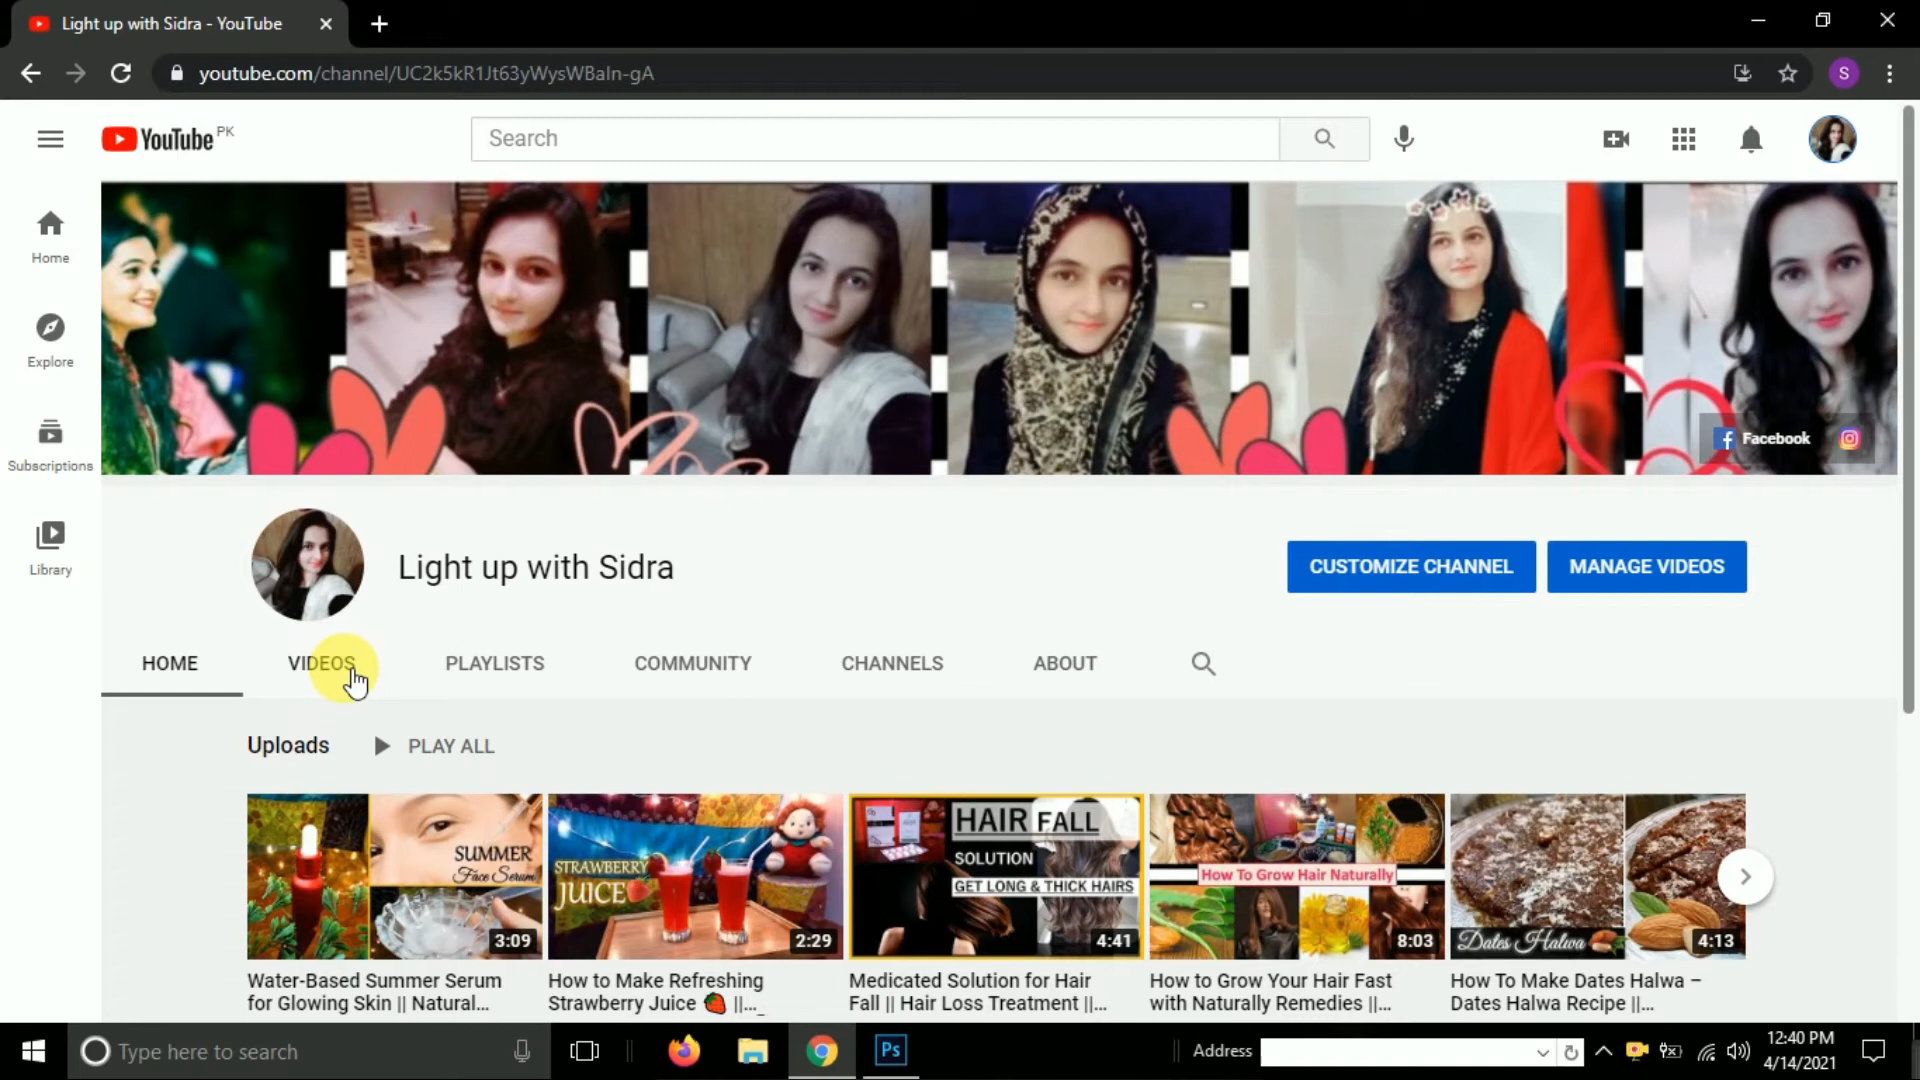 Light up with Sidra - YouTube
youtube.com/channel/UC2k5kR1Jt63yWysWBaln-gA
S
YouTube PK
Search
Home
Explore
Subscriptions
Library
Facebook
Light up with Sidra
CUSTOMIZE CHANNEL
MANAGE VIDEOS
HOME
VIDEOS
PLAYLISTS
COMMUNITY
CHANNELS
ABOUT
Uploads
PLAY ALL
SUMMER
Face Serum
3:09
STRAWBERRY
JUICE
2:29
HAIR FALL
SOLUTION
GET LONG & THICK HAIRS
4:41
How To Grow Hair Naturally
8:03
Dates Halwa
4:13
Water-Based Summer Serum
for Glowing Skin || Natural...
How to Make Refreshing
Strawberry Juice 🍓 ||...
Medicated Solution for Hair
Fall || Hair Loss Treatment ||...
How to Grow Your Hair Fast
with Naturally Remedies ||...
How To Make Dates Halwa –
Dates Halwa Recipe ||...
Type here to search
Ps
Address
12:40 PM
4/14/2021